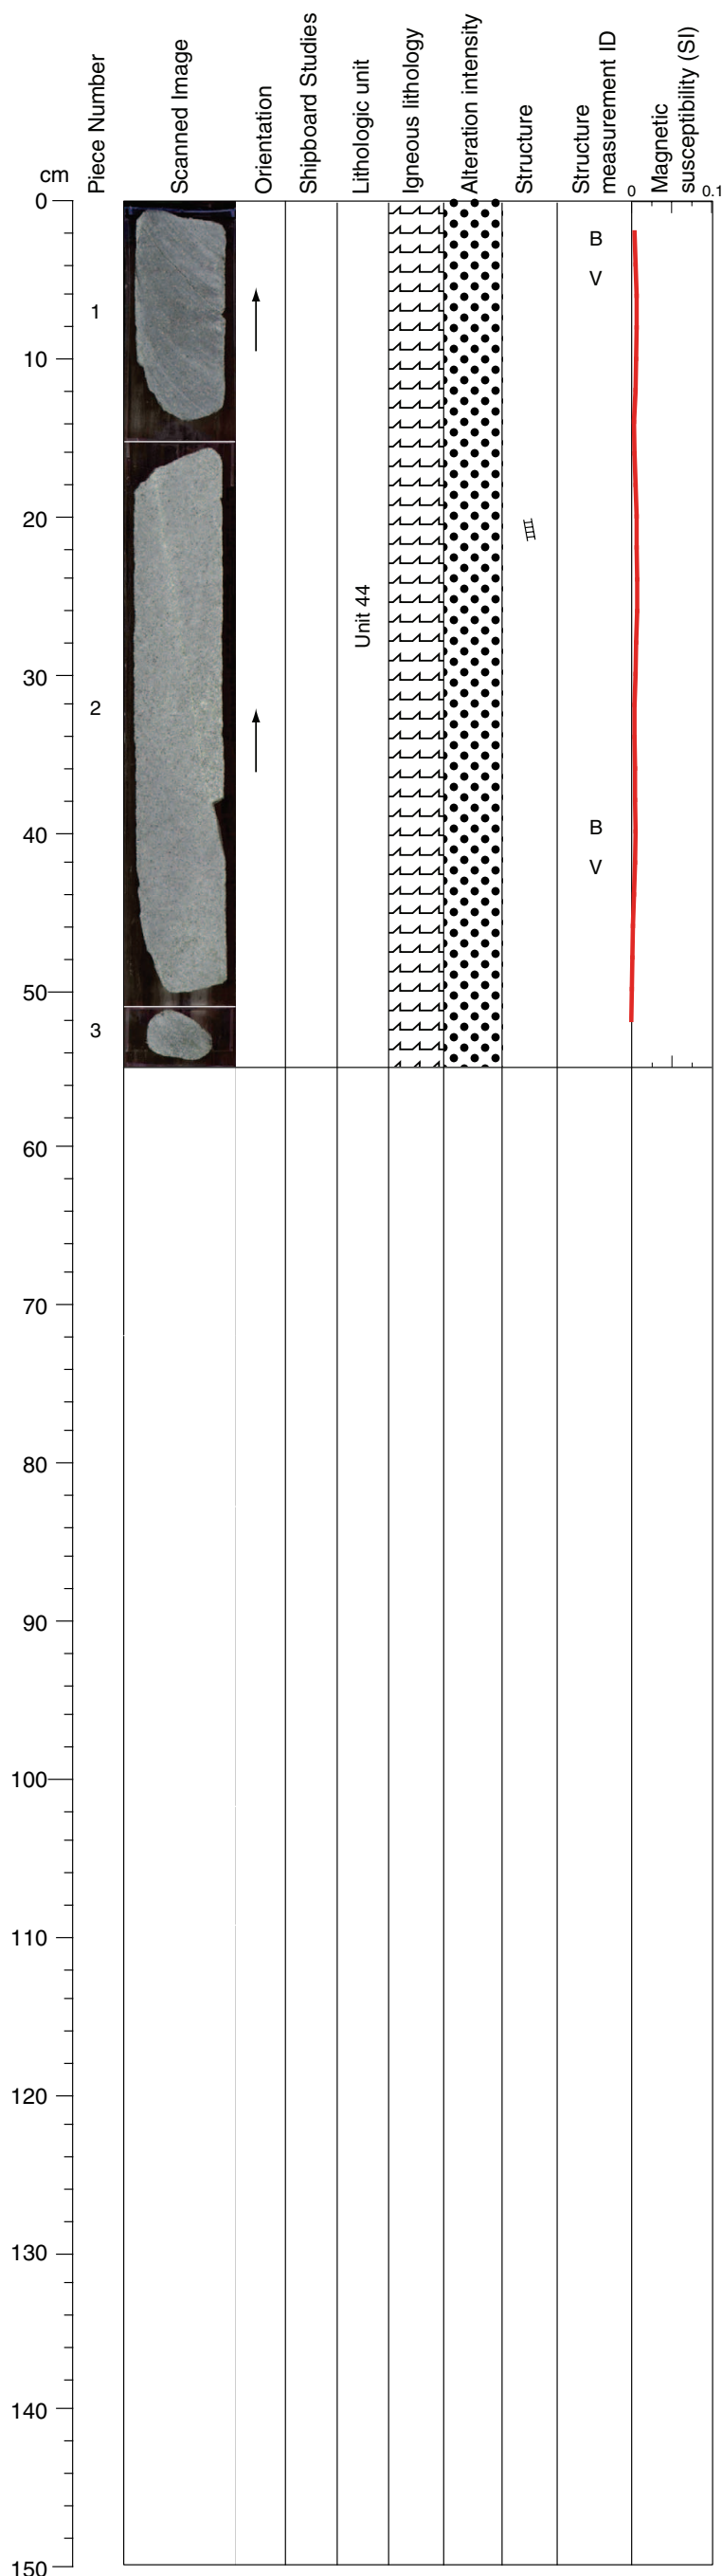 cm
Piece Number
Scanned Image
Orientation
Shipboard Studies
Lithologic unit
Igneous lithology
Alteration intensity
Structure
Structure
measurement ID
Magnetic
susceptibility (SI)
0
0.1
0
10
20
30
40
50
60
70
80
90
100
110
120
130
140
150
1
2
3
Unit 44
B
V
B
V